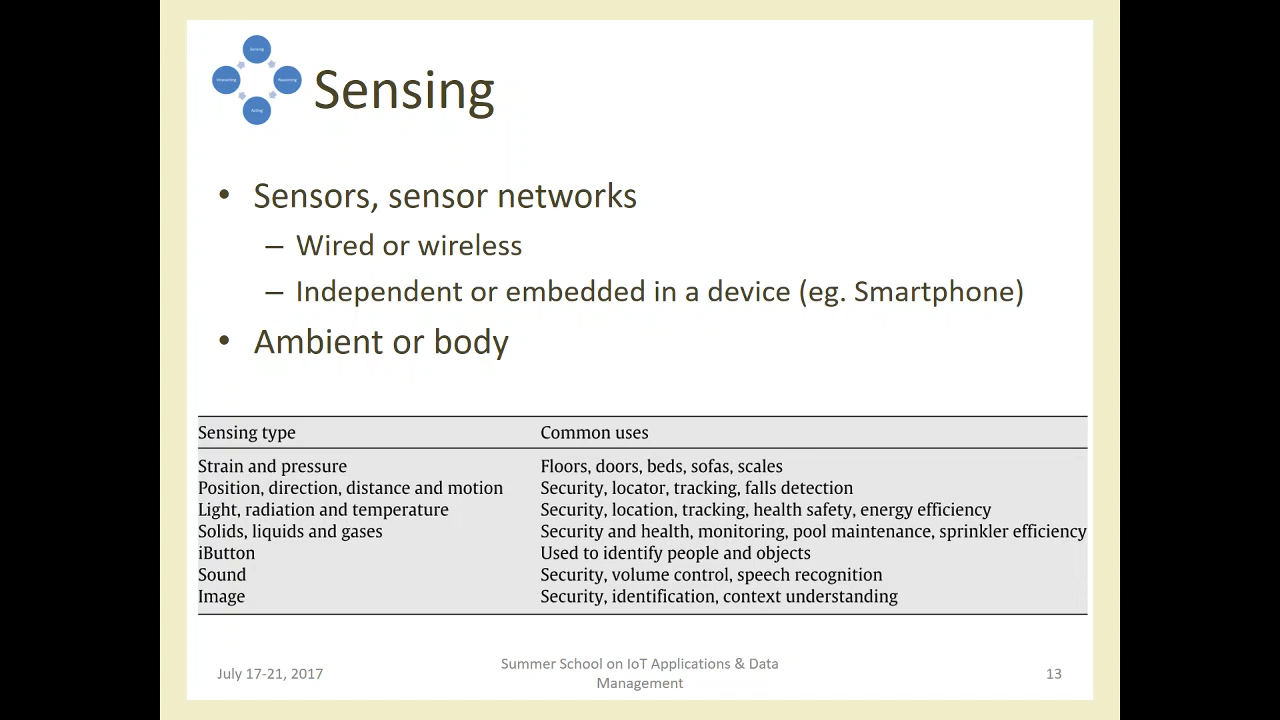 Sensing
Interacting
Reasoning
Acting
Sensing
• Sensors, sensor networks
– Wired or wireless
– Independent or embedded in a device (eg. Smartphone)
• Ambient or body
Sensing type Common uses
Strain and pressure Floors, doors, beds, sofas, scales
Position, direction, distance and motion Security, locator, tracking, falls detection
Light, radiation and temperature Security, location, tracking, health safety, energy efficiency
Solids, liquids and gases Security and health, monitoring, pool maintenance, sprinkler efficiency
iButton Used to identify people and objects
Sound Security, volume control, speech recognition
Image Security, identification, context understanding
July 17-21, 2017
Summer School on IoT Applications & Data
Management
13